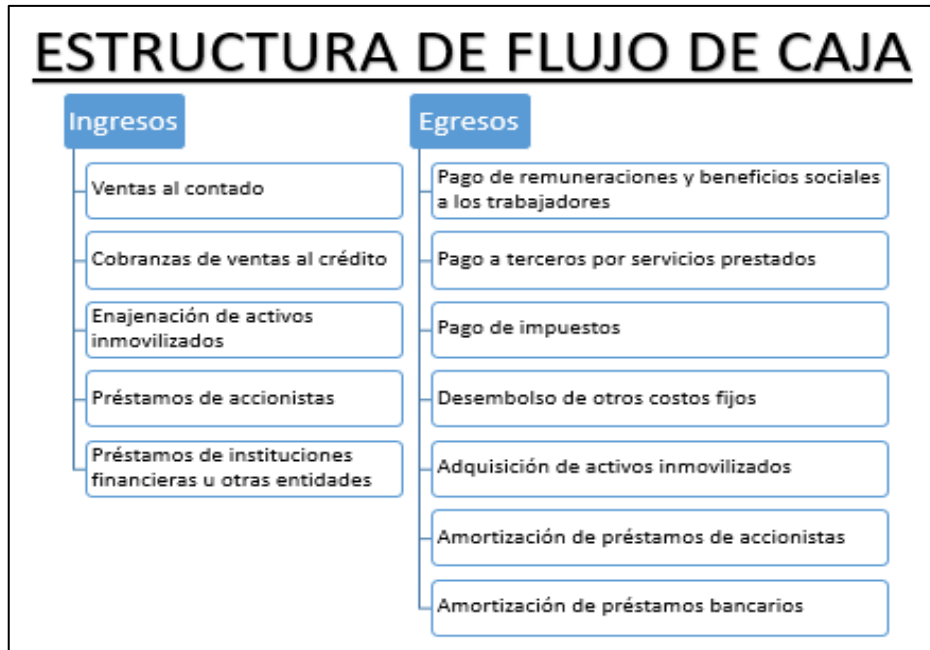 ESTRUCTURA DE FLUJO DE CAJA
Ingresos
Ventas al contado
Cobranzas de ventas al crédito
Enajenación de activos
inmovilizados
Préstamos de accionistas
Préstamos de instituciones
financieras u otras entidades
Egresos
Pago de remuneraciones y beneficios sociales
a los trabajadores
Pago a terceros por servicios prestados
Pago de impuestos
Desembolso de otros costos fijos
Adquisición de activos inmovilizados
Amortización de préstamos de accionistas
Amortización de préstamos bancarios